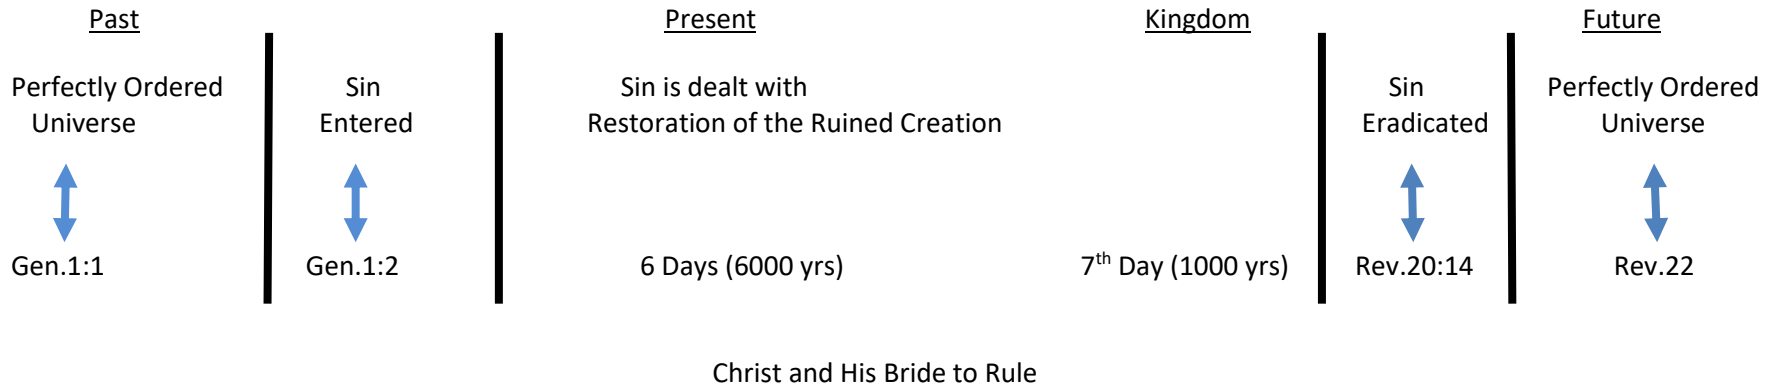 Past Present Kingdom Future
Perfectly Ordered Sin Sin is dealt with Sin Perfectly Ordered
Universe Entered Restoration of the Ruined Creation Eradicated Universe
Gen.1:1 Gen.1:2 6 Days (6000 yrs) 7th Day (1000 yrs) Rev.20:14 Rev.22
Christ and His Bride to Rule